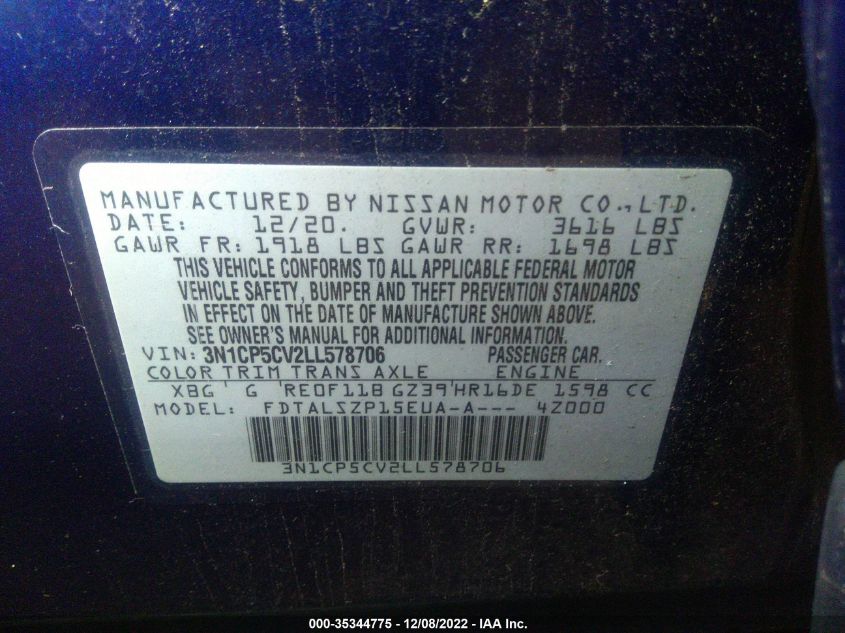 MANUFACTURED BY NISSAN MOTOR CO., LTD.
DATE: 12/20. GVWR: 3616 LBS
GAWR FR: 1918 LBS GAWR RR: 1698 LBS
THIS VEHICLE CONFORMS TO ALL APPLICABLE FEDERAL MOTOR
VEHICLE SAFETY, BUMPER AND THEFT PREVENTION STANDARDS
IN EFFECT ON THE DATE OF MANUFACTURE SHOWN ABOVE.
SEE OWNER'S MANUAL FOR ADDITIONAL INFORMATION.
VIN: 3N1CP5CV2LL578706 PASSENGER CAR.
COLOR TRIM TRANS AXLE ENGINE
XBG ' G 'RE0F11B GZ39'HR16DE 1598 CC
MODEL: FDTALSZP15EUA-A--- 4Z000
3N1CP5CV2LL578706
000-35344775 - 12/08/2022 - IAA Inc.